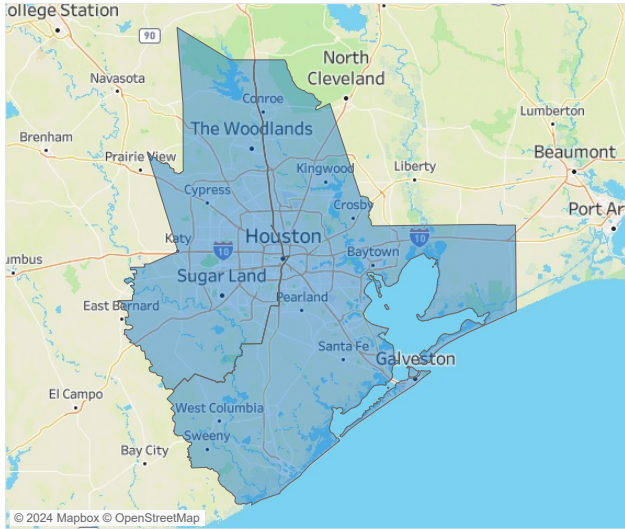 ollege Station
90
North
Cleveland
Navasota
Conroe
Lumberton
The Woodlands
Brenham
Beaumont
Prairie View
Kingwood
Liberty
Cypress
Crosby
Port Ar
Katy
Houston
10
10
Baytown
umbus
Sugar Land
East Bernard
Pearland
Santa Fe
Galveston
El Campo
West Columbia
Sweeny
Bay City
© 2024 Mapbox © OpenStreetMap